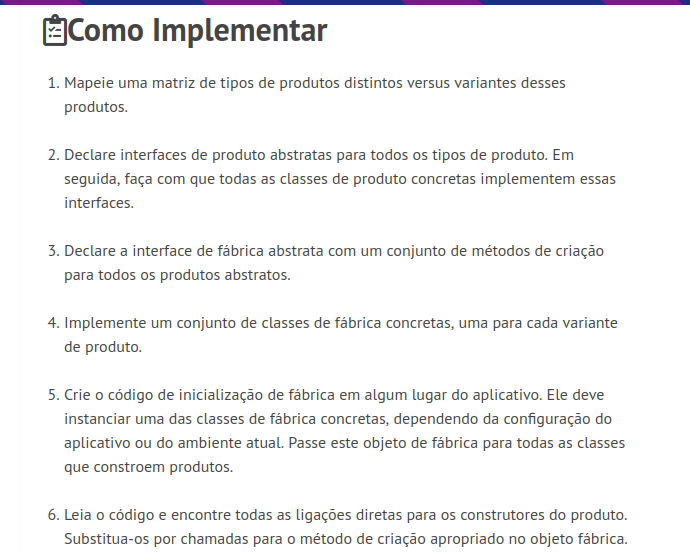 Como Implementar
1. Mapeie uma matriz de tipos de produtos distintos versus variantes desses
produtos.
2. Declare interfaces de produto abstratas para todos os tipos de produto. Em
seguida, faça com que todas as classes de produto concretas implementem essas
interfaces.
3. Declare a interface de fábrica abstrata com um conjunto de métodos de criação
para todos os produtos abstratos.
4. Implemente um conjunto de classes de fábrica concretas, uma para cada variante
de produto.
5. Crie o código de inicialização de fábrica em algum lugar do aplicativo. Ele deve
instanciar uma das classes de fábrica concretas, dependendo da configuração do
aplicativo ou do ambiente atual. Passe este objeto de fábrica para todas as classes
que constroem produtos.
6. Leia o código e encontre todas as ligações diretas para os construtores do produto.
Substitua-os por chamadas para o método de criação apropriado no objeto fábrica.